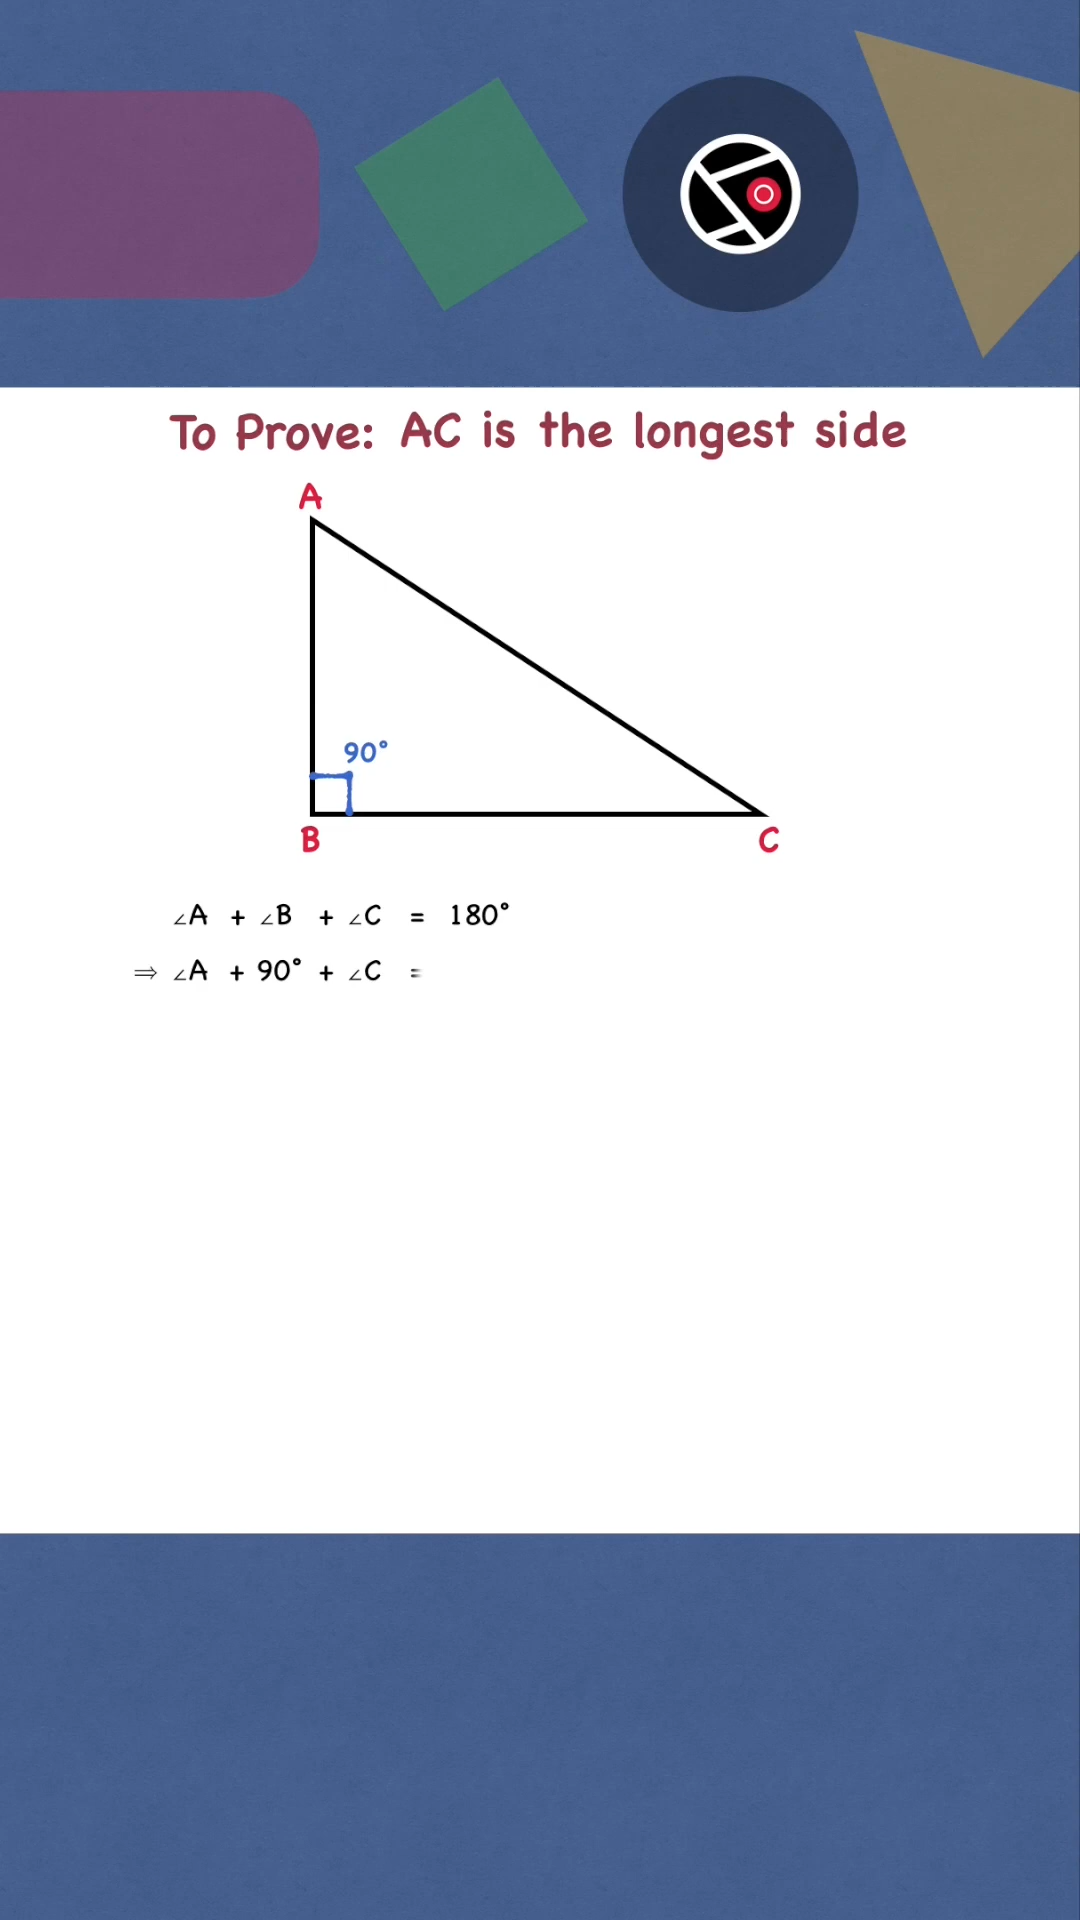 To Prove: AC is the longest side
A
90°
B
C
∠A + ∠B + ∠C = 180°
⇒ ∠A + 90° + ∠C =